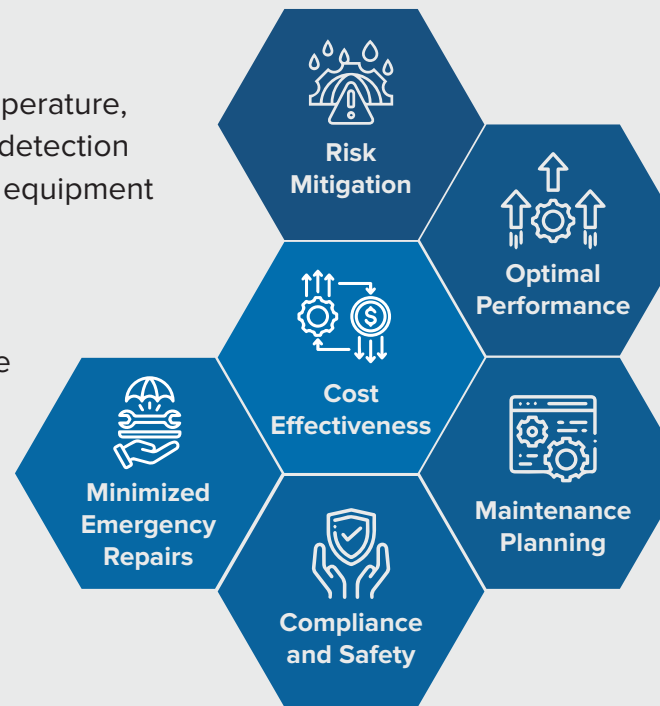 perature,
detection
equipment
e
Risk
Mitigation
Optimal
Performance
Cost
Effectiveness
Minimized
Emergency
Repairs
Maintenance
Planning
Compliance
and Safety